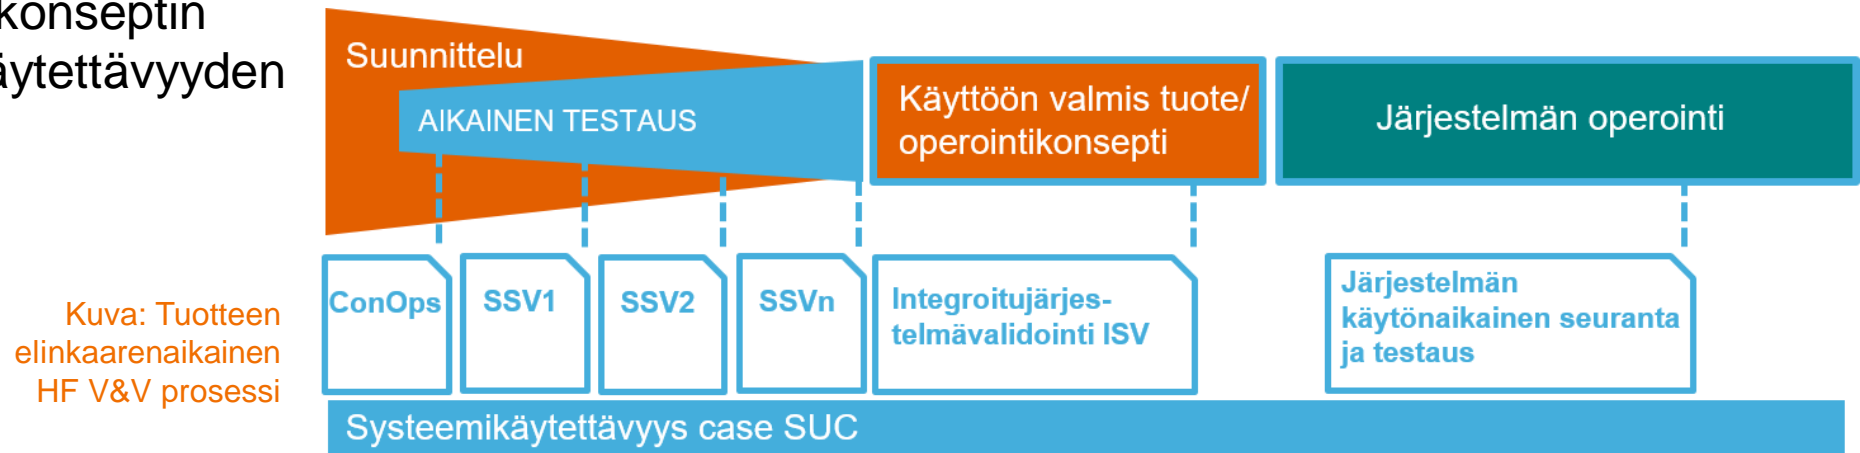 konseptin
äytettävyyden
Suunnittelu
AIKAINEN TESTAUS
Käyttöön valmis tuote/
operointikonsepti
Järjestelmän operointi
ConOps
SSV1
SSV2
SSVn
Integroitujärjes-
telmävalidointi ISV
Järjestelmän
käytönaikainen seuranta
ja testaus
Kuva: Tuotteen
elinkaarenaikainen
HF V&V prosessi
Systeemikäytettävyys case SUC